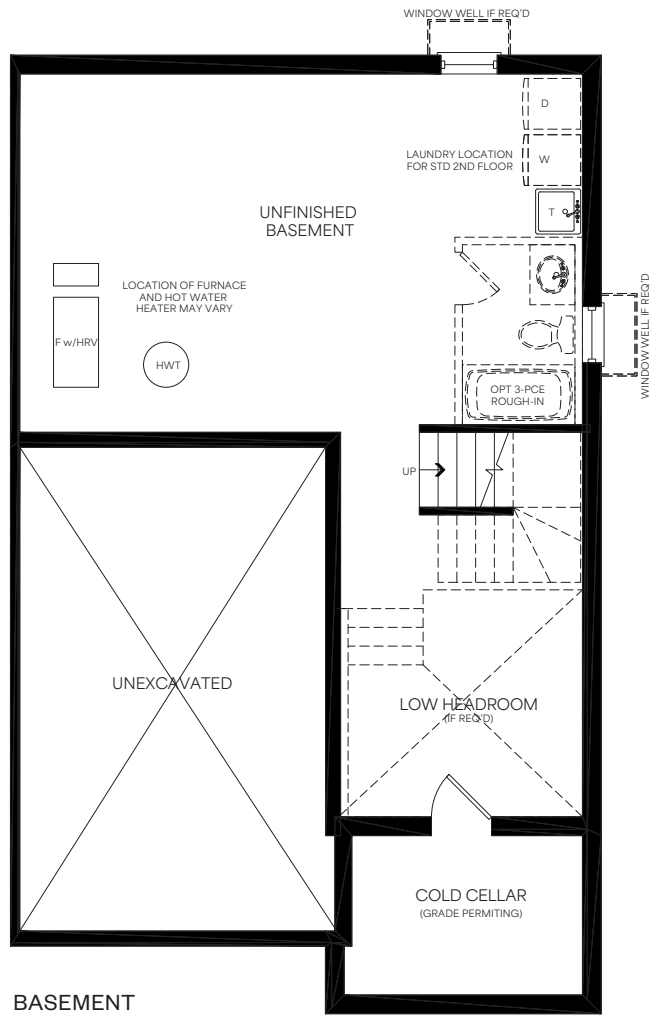 WINDOW WELL IF REQ'D
D
LAUNDRY LOCATION
FOR STD 2ND FLOOR
W
T
UNFINISHED
BASEMENT
LOCATION OF FURNACE
AND HOT WATER
HEATER MAY VARY
F w/HRV
HWT
WINDOW WELL IF REQ'D
OPT 3-PCE
ROUGH-IN
UP
UNEXCAVATED
LOW HEADROOM
(IF REQ'D)
COLD CELLAR
(GRADE PERMITING)
BASEMENT